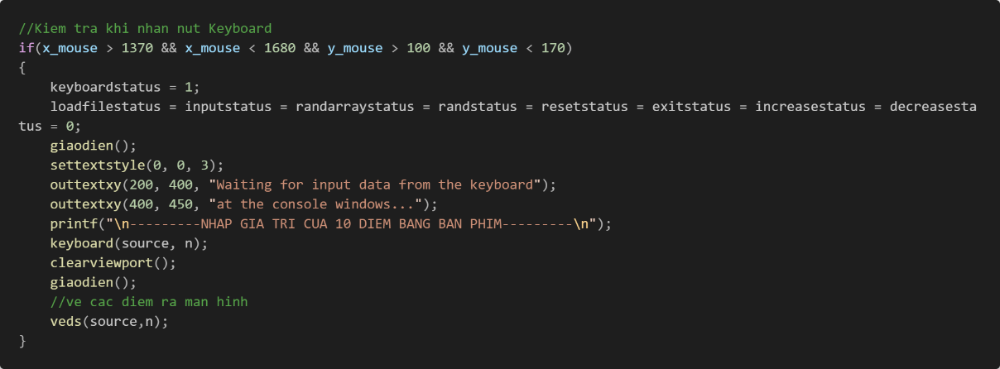 //Kiem tra khi nhan nut Keyboard
if(x_mouse > 1370 && x_mouse < 1680 && y_mouse > 100 && y_mouse < 170)
{
    keyboardstatus = 1;
    loadfilestatus = inputstatus = randarraystatus = randstatus = resetstatus = exitstatus = increasestatus = decreasesta
tus = 0;
    giaodien();
    settextstyle(0, 0, 3);
    outtextxy(200, 400, "Waiting for input data from the keyboard");
    outtextxy(400, 450, "at the console windows...");
    printf("\n---------NHAP GIA TRI CUA 10 DIEM BANG BAN PHIM---------\n");
    keyboard(source, n);
    clearviewport();
    giaodien();
    //ve cac diem ra man hinh
    veds(source,n);
}